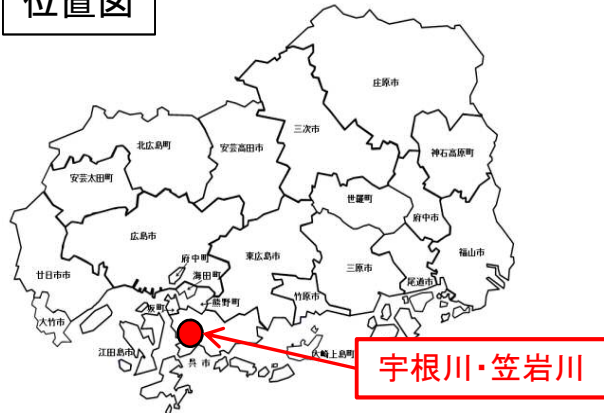 位置図
庄原市
三次市
北広島町
安芸高田市
神石高原町
安芸太田町
世羅町
府中市
広島市
東広島市
三原市
福山市
府中町
海田町
尾道市
廿日市市
竹原市
熊野町
坂町
大竹市
江田島市
大崎上島町
呉市
宇根川・笠岩川